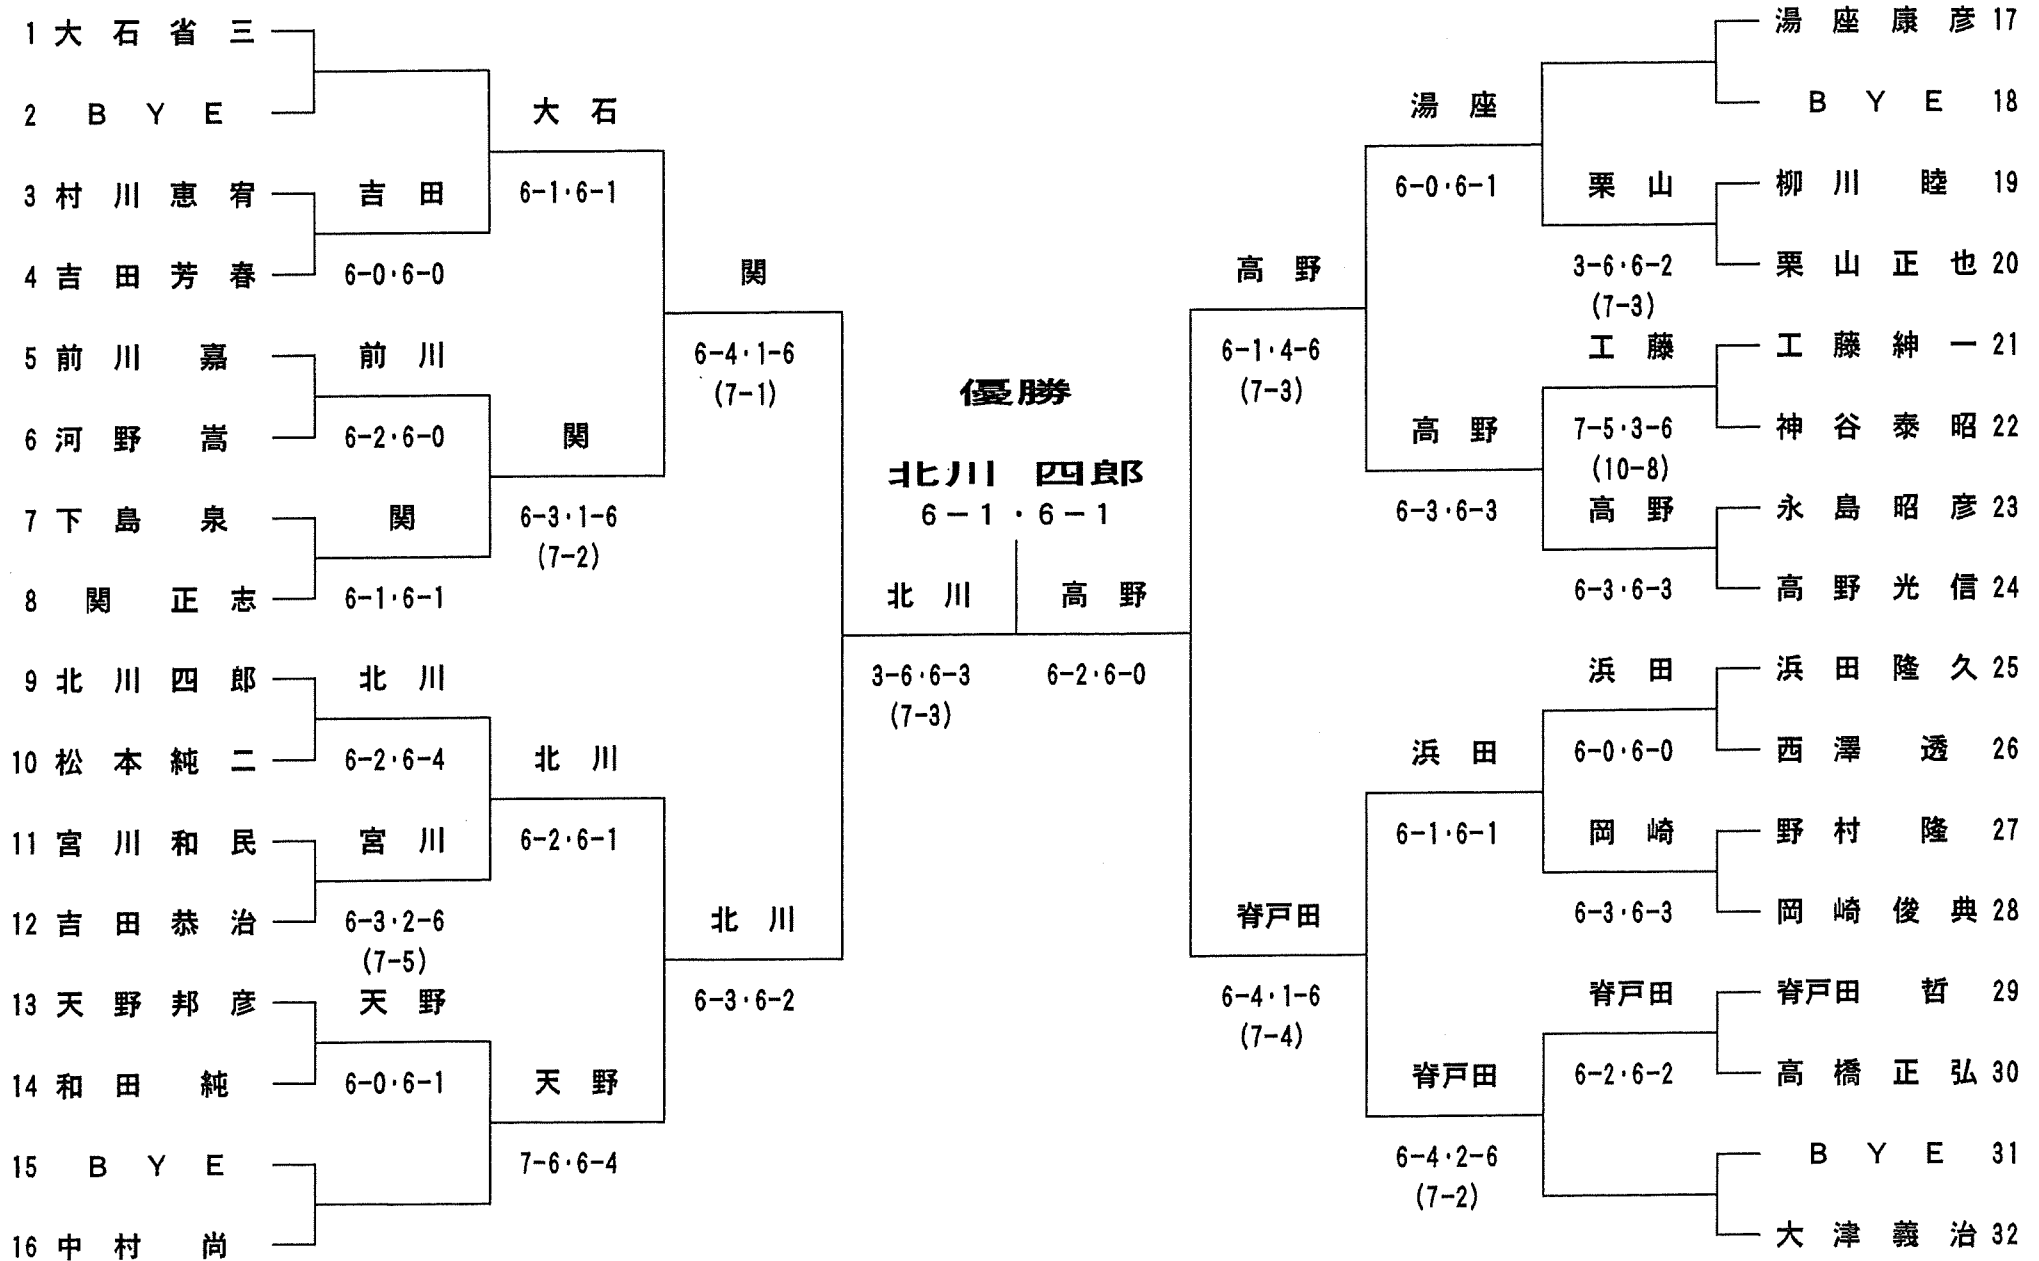 1 大石省三
2 BYE
3 村川恵宥
4 吉田芳春
5 前川嘉
6 河野嵩
7 下島泉
8 関正志
9 北川四郎
10 松本純二
11 宮川和民
12 吉田恭治
13 天野邦彦
14 和田純
15 BYE
16 中村尚
吉田
6-0・6-0
前川
6-2・6-0
関
6-1・6-1
北川
6-2・6-4
宮川
6-3・2-6
(7-5)
天野
6-0・6-1
大石
6-1・6-1
関
6-3・1-6
(7-2)
北川
6-2・6-1
天野
7-6・6-4
関
6-4・1-6
(7-1)
北川
6-3・6-2
優勝
北川 四郎
6-1・6-1
北川
3-6・6-3
(7-3)
高野
6-2・6-0
高野
6-1・4-6
(7-3)
脊戸田
6-4・1-6
(7-4)
湯座
6-0・6-1
高野
6-3・6-3
浜田
6-1・6-1
脊戸田
6-4・2-6
(7-2)
栗山
3-6・6-2
(7-3)
工藤
7-5・3-6
(10-8)
高野
6-3・6-3
浜田
6-0・6-0
岡崎
6-3・6-3
脊戸田
6-2・6-2
湯座康彦 17
BYE 18
柳川睦 19
栗山正也 20
工藤紳一 21
神谷泰昭 22
永島昭彦 23
高野光信 24
浜田隆久 25
西澤透 26
野村隆 27
岡崎俊典 28
脊戸田哲 29
高橋正弘 30
BYE 31
大津義治 32